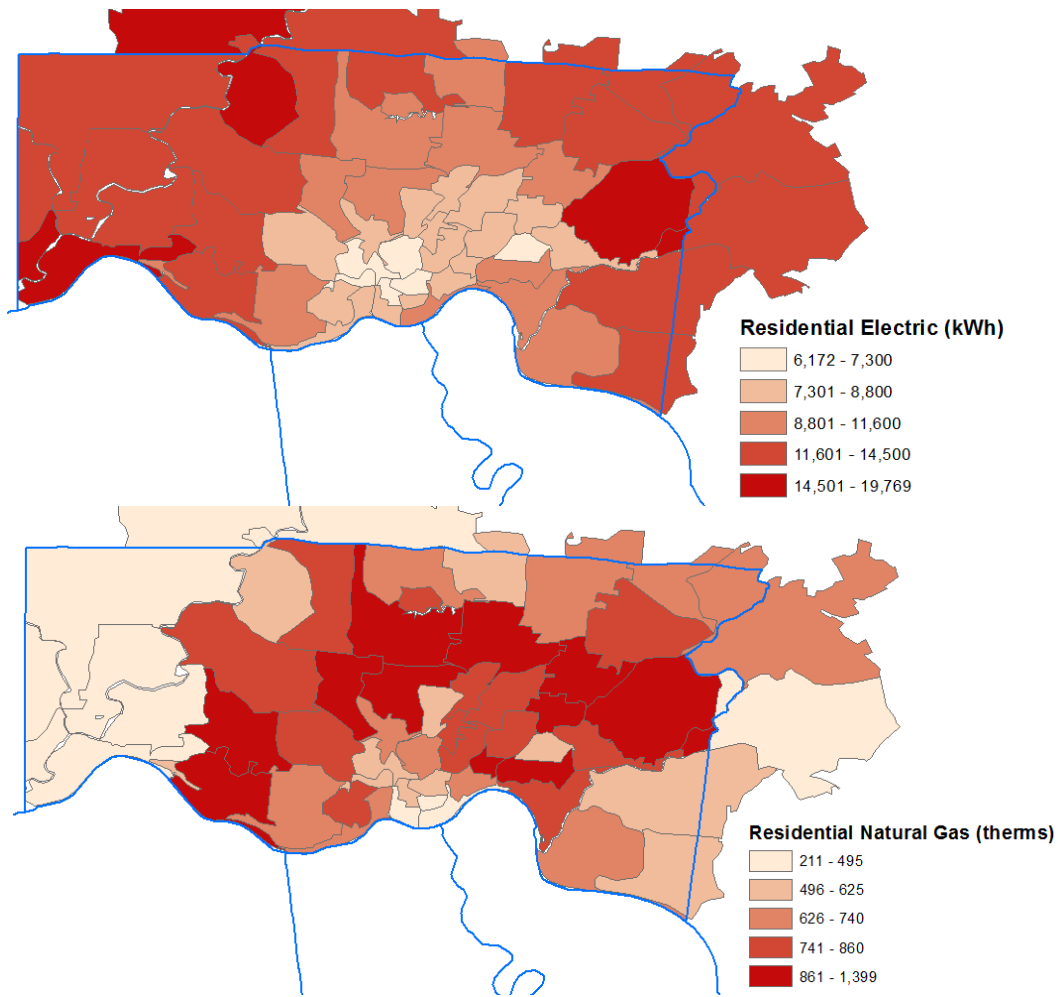 Residential Electric (kWh)
6,172 - 7,300
7,301 - 8,800
8,801 - 11,600
11,601 - 14,500
14,501 - 19,769
Residential Natural Gas (therms)
211 - 495
496 - 625
626 - 740
741 - 860
861 - 1,399